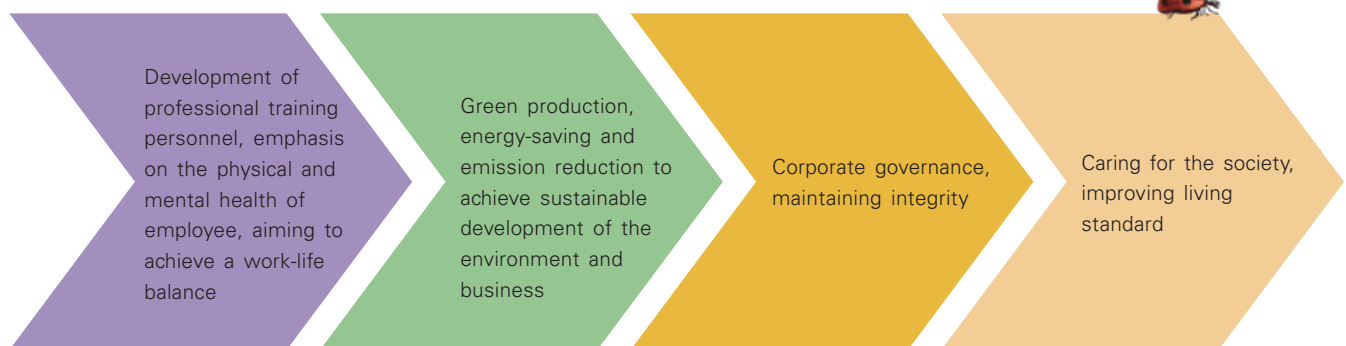 Development of
professional training
personnel, emphasis
on the physical and
mental health of
employee, aiming to
achieve a work-life
balance
Green production,
energy-saving and
emission reduction to
achieve sustainable
development of the
environment and
business
Corporate governance,
maintaining integrity
Caring for the society,
improving living
standard